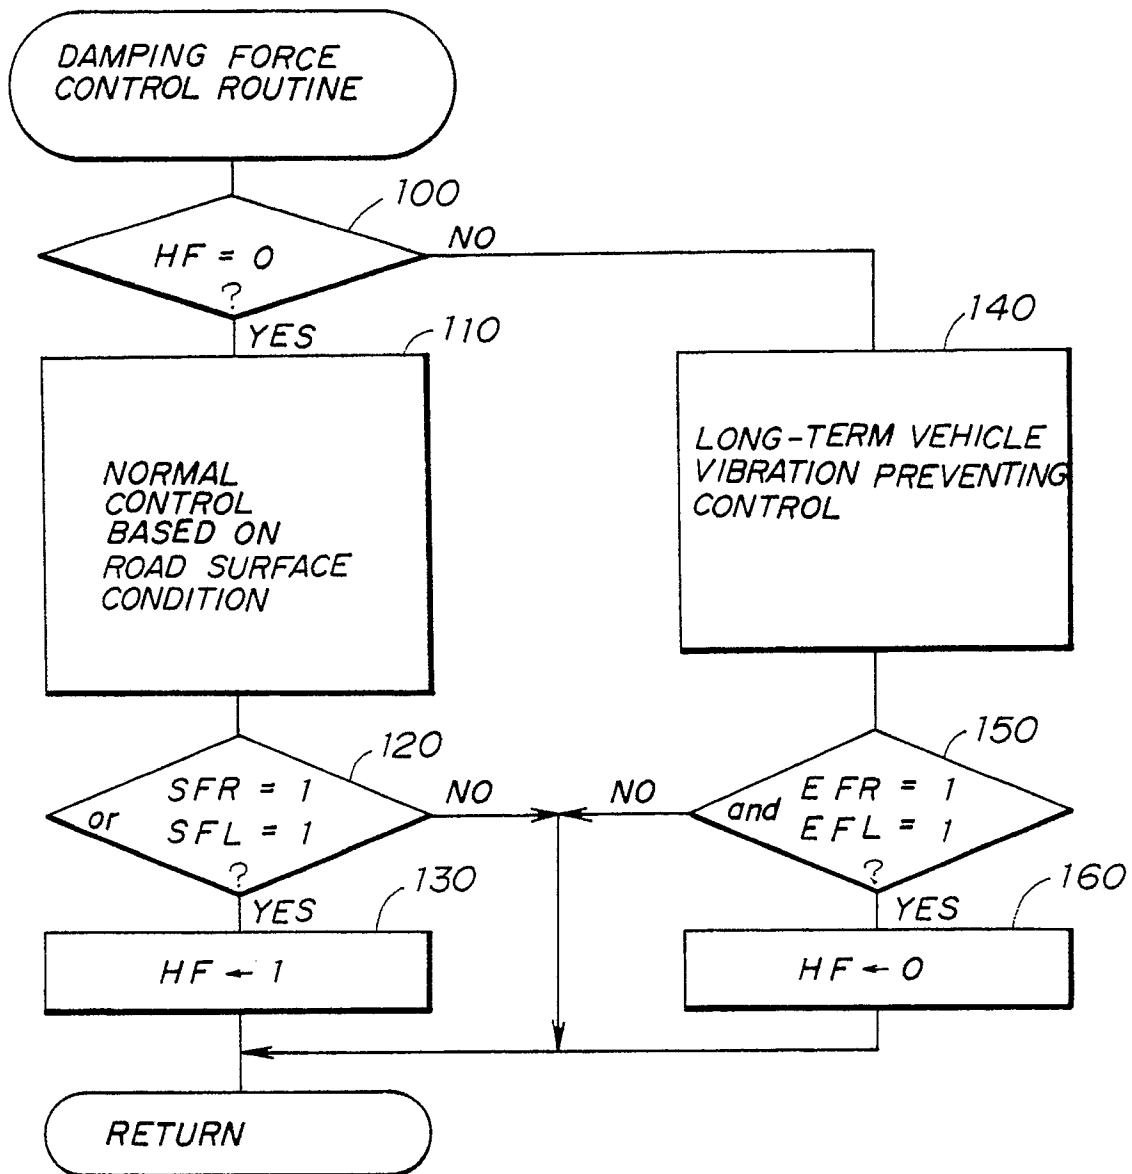 DAMPING FORCE
CONTROL ROUTINE
100
HF = 0
?
NO
YES
110
NORMAL
CONTROL
BASED ON
ROAD SURFACE
CONDITION
140
LONG-TERM VEHICLE
VIBRATION PREVENTING
CONTROL
120
SFR = 1
or SFL = 1
?
NO
YES
130
HF ← 1
150
EFR = 1
and EFL = 1
?
NO
YES
160
HF ← 0
RETURN